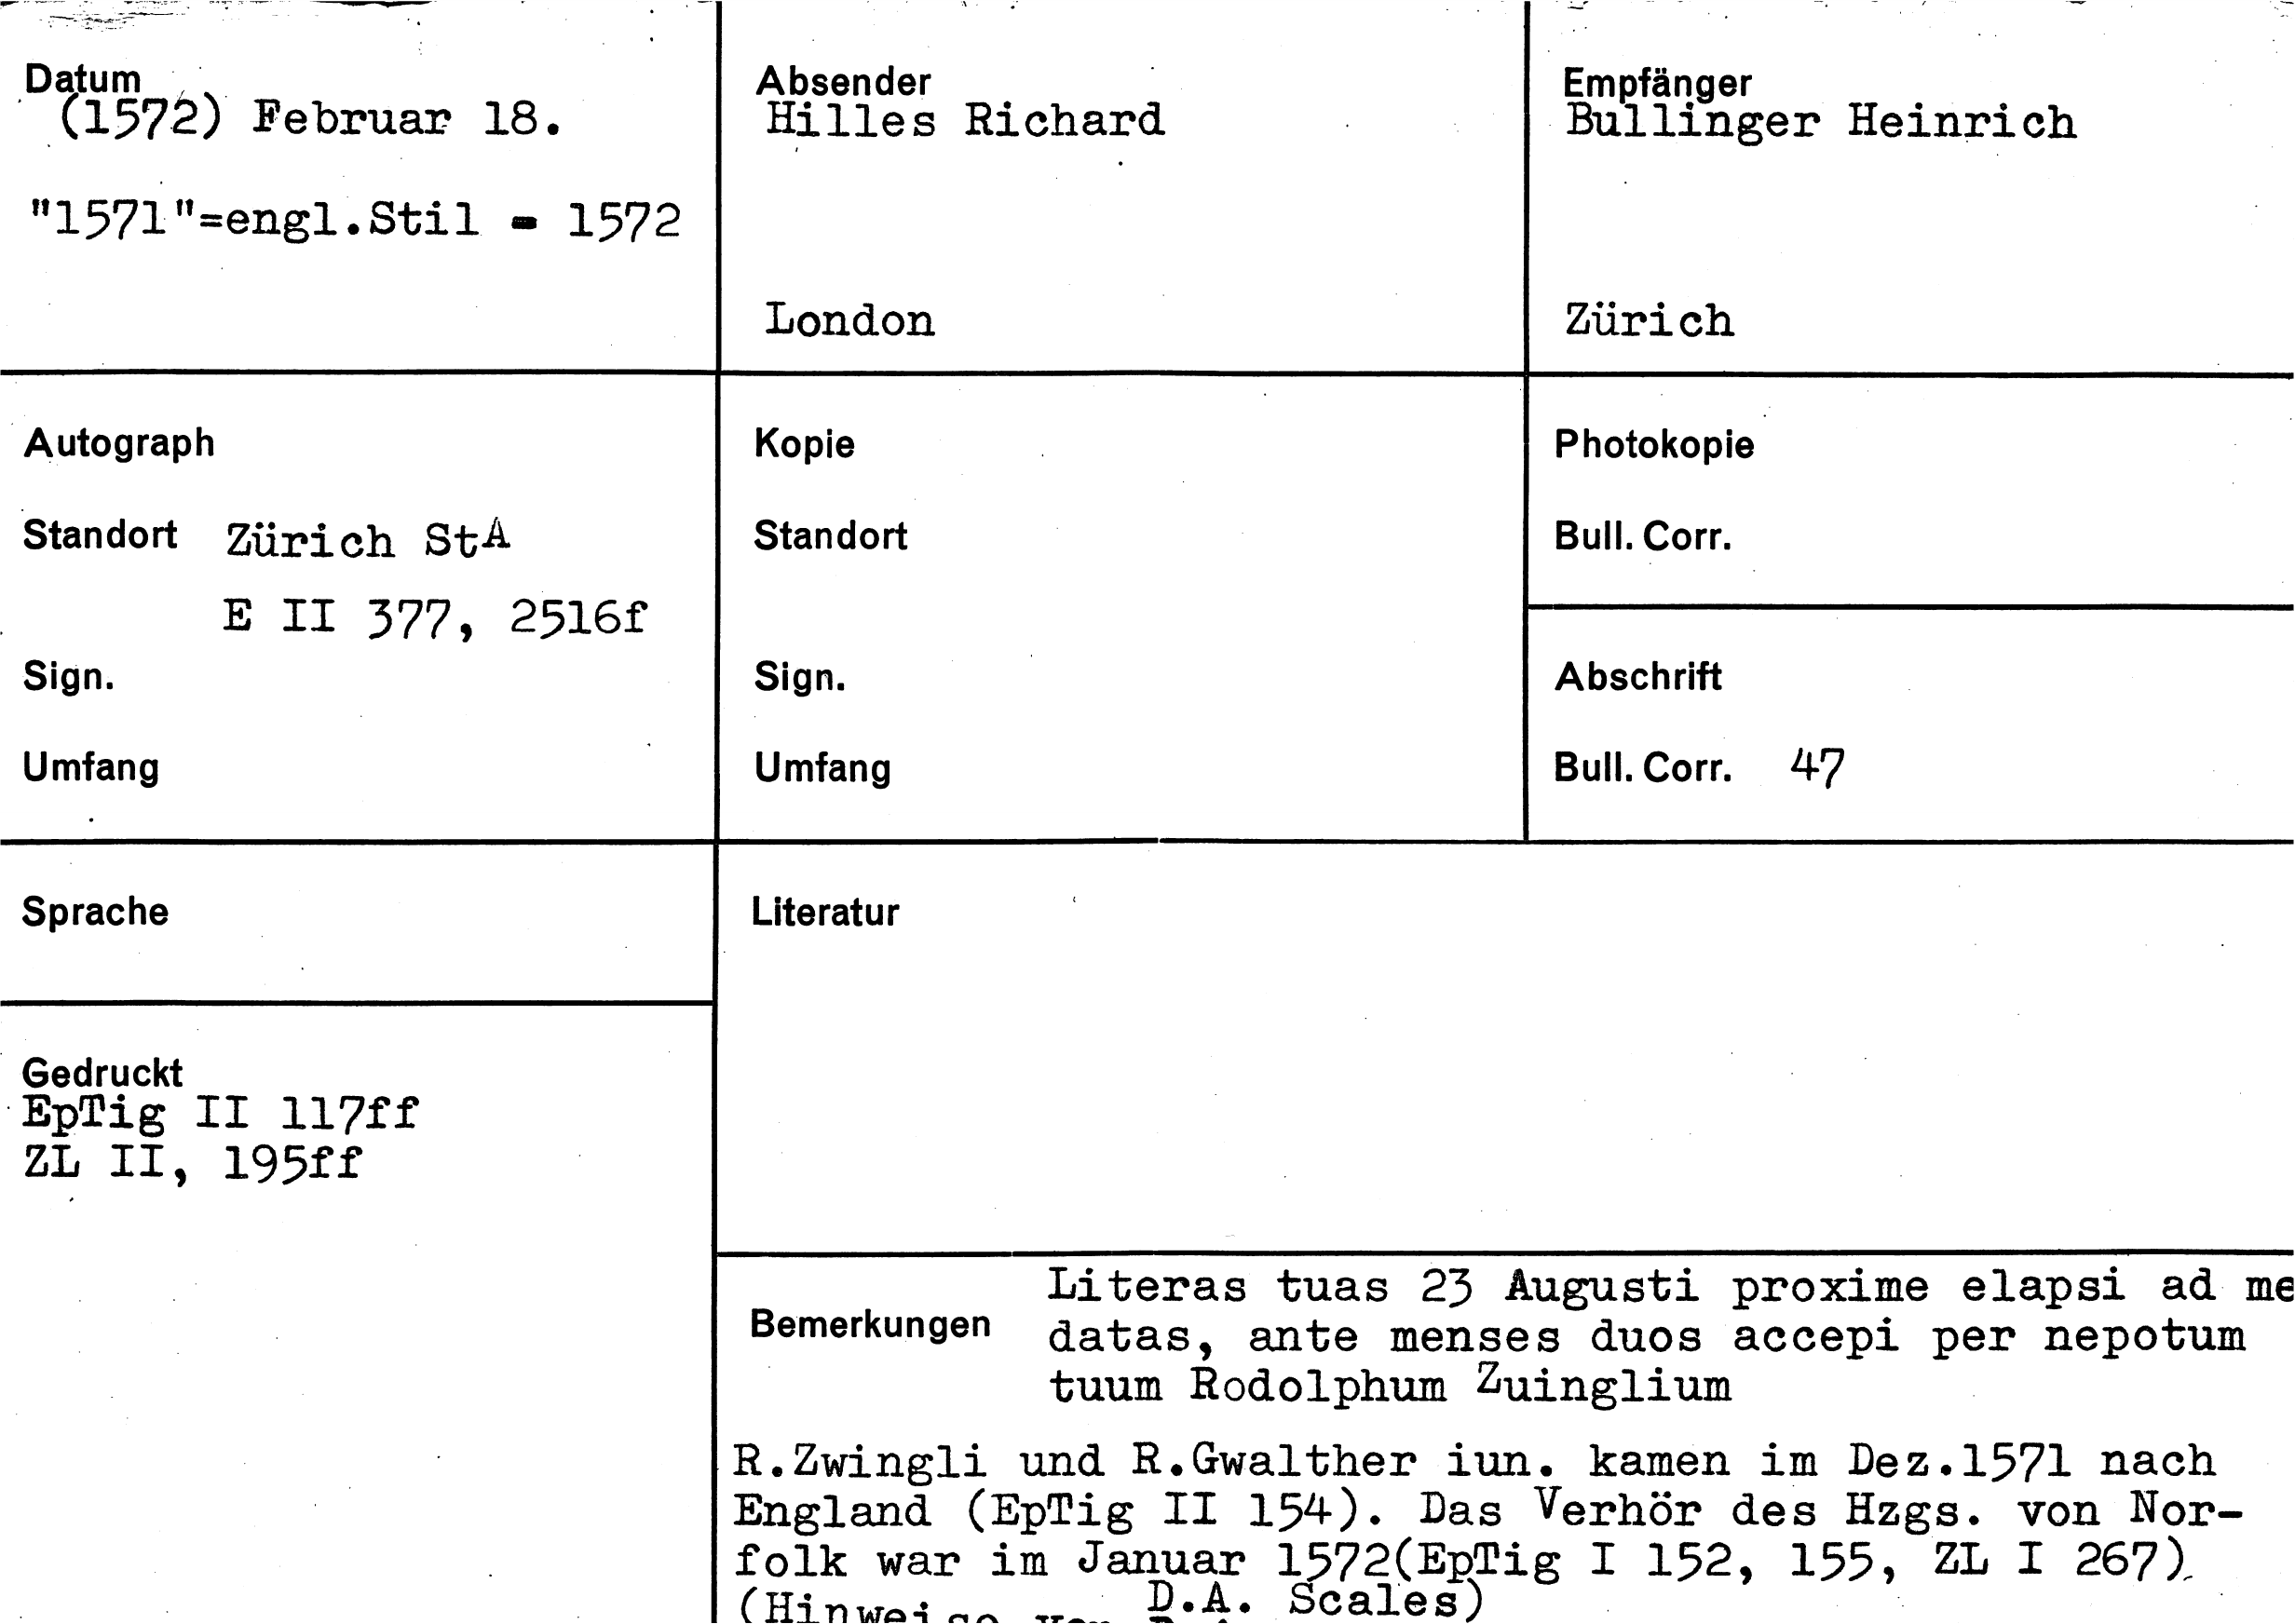 Datum
(1572) Februar 18.
"1571"=engl.Stil - 1572
Absender
Hilles Richard
London
Empfänger
Bullinger Heinrich
Zürich
Autograph
Standort Zürich StA
E II 377, 2516f
Sign.
Umfang
Kopie
Standort
Sign.
Umfang
Photokopie
Bull. Corr.
Abschrift
Bull. Corr. 47
Sprache
Literatur
Gedruckt
EpTig II 117ff
ZL II, 195ff
Bemerkungen
Literas tuas 23 Augusti proxime elapsi ad me
datas, ante menses duos accepi per nepotum
tuum Rodolphum Zuinglium
R.Zwingli und R.Gwalther iun. kamen im Dez.1571 nach
England (EpTig II 154). Das Verhör des Hzgs. von Nor-
folk war im Januar 1572(EpTig I 152, 155, ZL I 267)
(Hinweise von D.A. Scales)